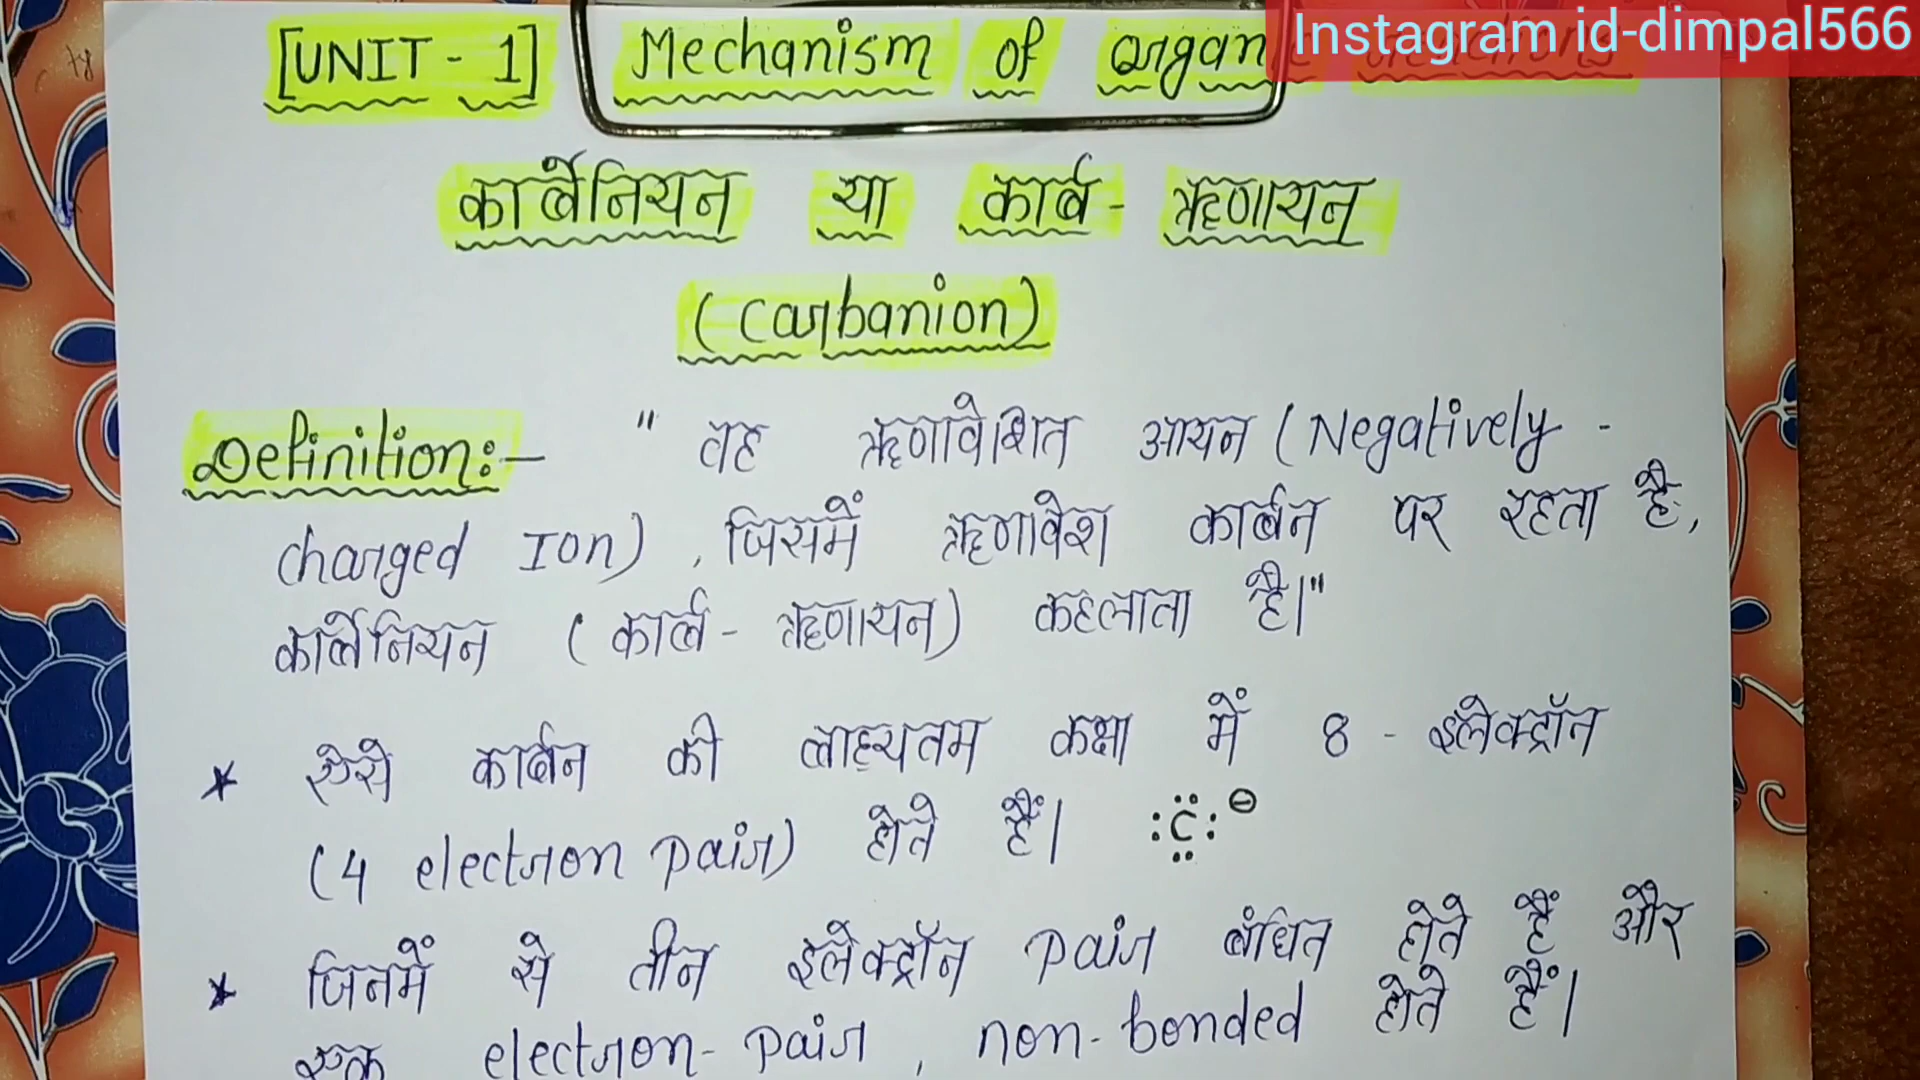 Instagram id-dimpal566
[UNIT - 1] Mechanism of Organic Reactions
कार्बेनियन या कार्ब - ऋणायन
(Carbanion)
Definition:- " वह ऋणावेशित आयन (Negatively -
charged Ion) , जिसमें ऋणावेश कार्बन पर रहता है,
कार्बेनियन ( कार्ब - ऋणायन) कहलाता है।"
* ऐसे कार्बन की बाह्यतम कक्षा में 8 - इलेक्ट्रॉन
(4 electron pair) होते हैं। :C̈: ⊖
* जिनमें से तीन इलेक्ट्रॉन pair बंधित होते हैं और
एक electron- pair , non-bonded होते हैं।